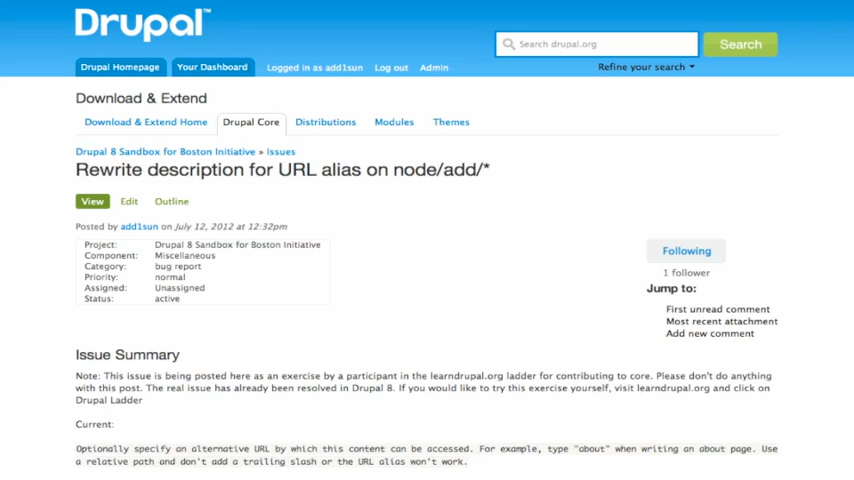 Drupal™
Search drupal.org
Search
Drupal Homepage Your Dashboard Logged in as add1sun Log out Admin
Refine your search
Download & Extend
Download & Extend Home Drupal Core Distributions Modules Themes
Drupal 8 Sandbox for Boston Initiative » Issues
Rewrite description for URL alias on node/add/*
View Edit Outline
Posted by add1sun on July 12, 2012 at 12:32pm
Project: Drupal 8 Sandbox for Boston Initiative
Component: Miscellaneous
Category: bug report
Priority: normal
Assigned: Unassigned
Status: active
Following
1 follower
Jump to:
First unread comment
Most recent attachment
Add new comment
Issue Summary
Note: This issue is being posted here as an exercise by a participant in the learndrupal.org ladder for contributing to core. Please don't do anything
with this post. The real issue has already been resolved in Drupal 8. If you would like to try this exercise yourself, visit learndrupal.org and click on
Drupal Ladder
Current:
Optionally specify an alternative URL by which this content can be accessed. For example, type "about" when writing an about page. Use
a relative path and don't add a trailing slash or the URL alias won't work.